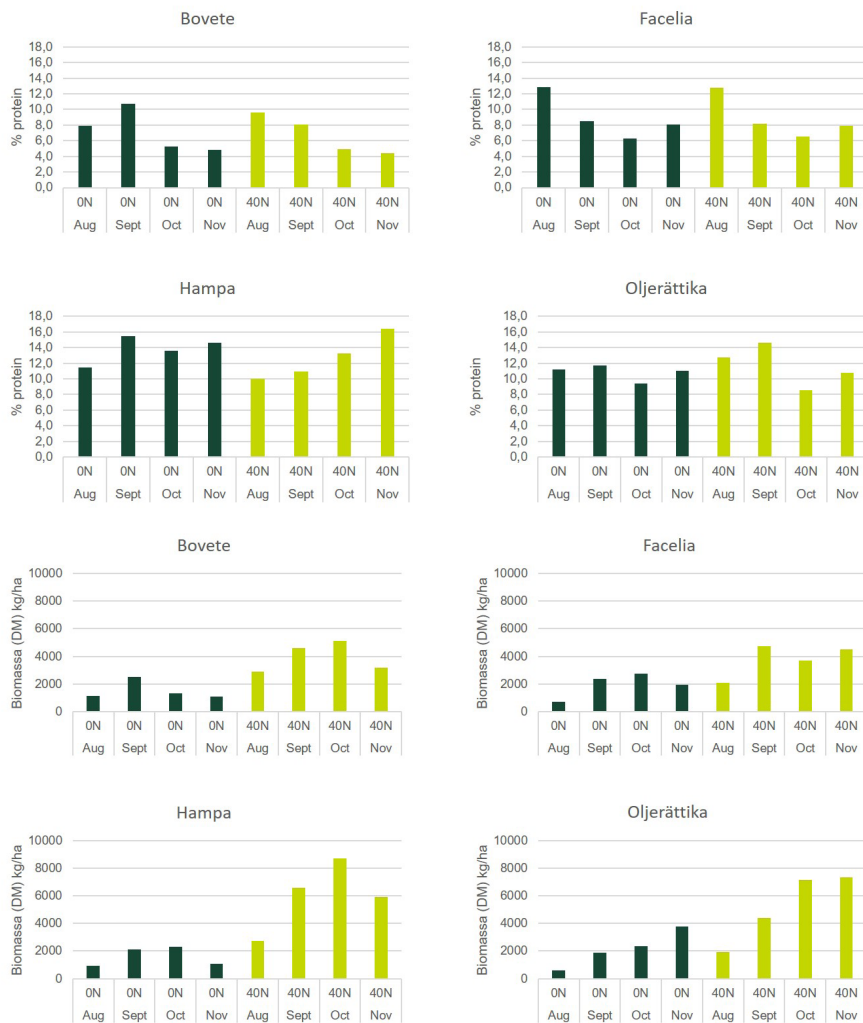 Bovete
% protein
18,0
16,0
14,0
12,0
10,0
8,0
6,0
4,0
2,0
0,0
0N 0N 0N 0N 40N 40N 40N 40N
Aug Sept Oct Nov Aug Sept Oct Nov
Facelia
% protein
18,0
16,0
14,0
12,0
10,0
8,0
6,0
4,0
2,0
0,0
0N 0N 0N 0N 40N 40N 40N 40N
Aug Sept Oct Nov Aug Sept Oct Nov
Hampa
% protein
18,0
16,0
14,0
12,0
10,0
8,0
6,0
4,0
2,0
0,0
0N 0N 0N 0N 40N 40N 40N 40N
Aug Sept Oct Nov Aug Sept Oct Nov
Oljerättika
% protein
18,0
16,0
14,0
12,0
10,0
8,0
6,0
4,0
2,0
0,0
0N 0N 0N 0N 40N 40N 40N 40N
Aug Sept Oct Nov Aug Sept Oct Nov
Bovete
Biomassa (DM) kg/ha
10000
8000
6000
4000
2000
0
0N 0N 0N 0N 40N 40N 40N 40N
Aug Sept Oct Nov Aug Sept Oct Nov
Facelia
Biomassa (DM) kg/ha
10000
8000
6000
4000
2000
0
0N 0N 0N 0N 40N 40N 40N 40N
Aug Sept Oct Nov Aug Sept Oct Nov
Hampa
Biomassa (DM) kg/ha
10000
8000
6000
4000
2000
0
0N 0N 0N 0N 40N 40N 40N 40N
Aug Sept Oct Nov Aug Sept Oct Nov
Oljerättika
Biomassa (DM) kg/ha
10000
8000
6000
4000
2000
0
0N 0N 0N 0N 40N 40N 40N 40N
Aug Sept Oct Nov Aug Sept Oct Nov